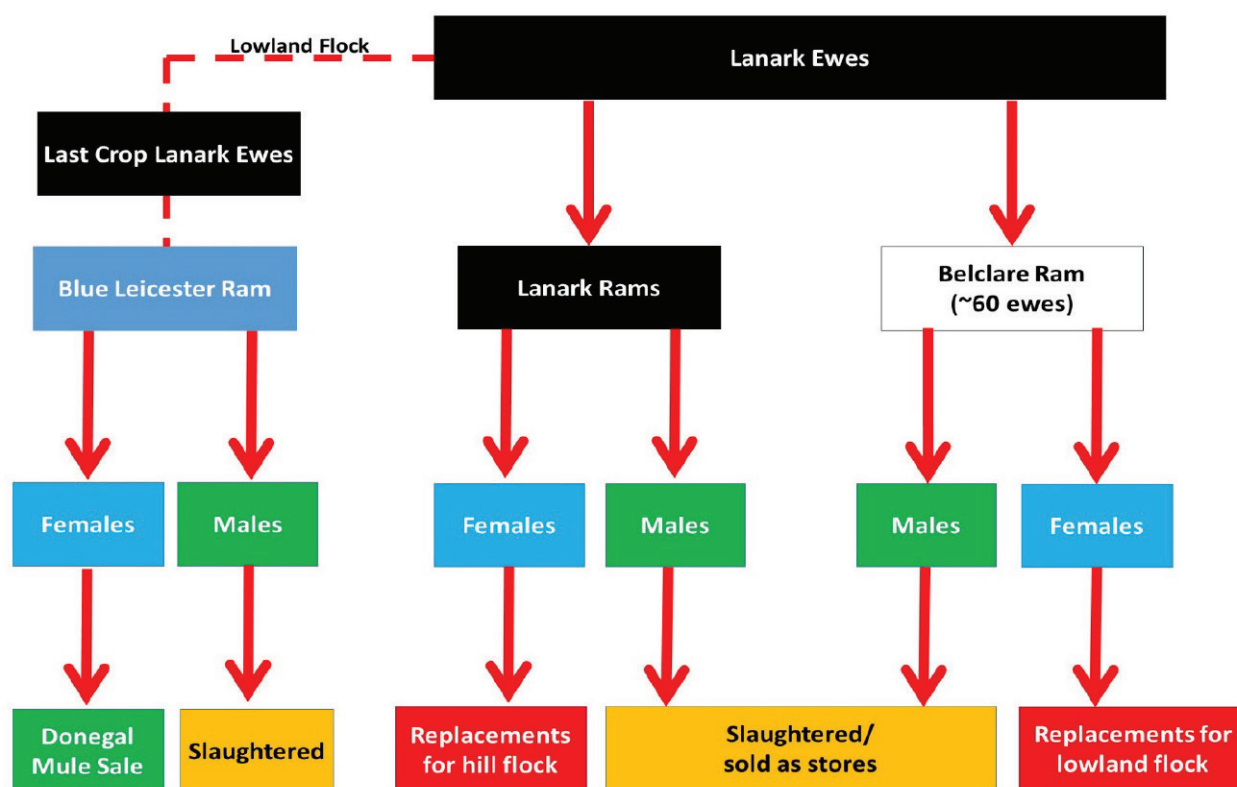 Lowland Flock
Lanark Ewes
Last Crop Lanark Ewes
Blue Leicester Ram
Lanark Rams
Belclare Ram
(~60 ewes)
Females
Males
Females
Males
Males
Females
Donegal
Mule Sale
Slaughtered
Replacements
for hill flock
Slaughtered/
sold as stores
Replacements for
lowland flock